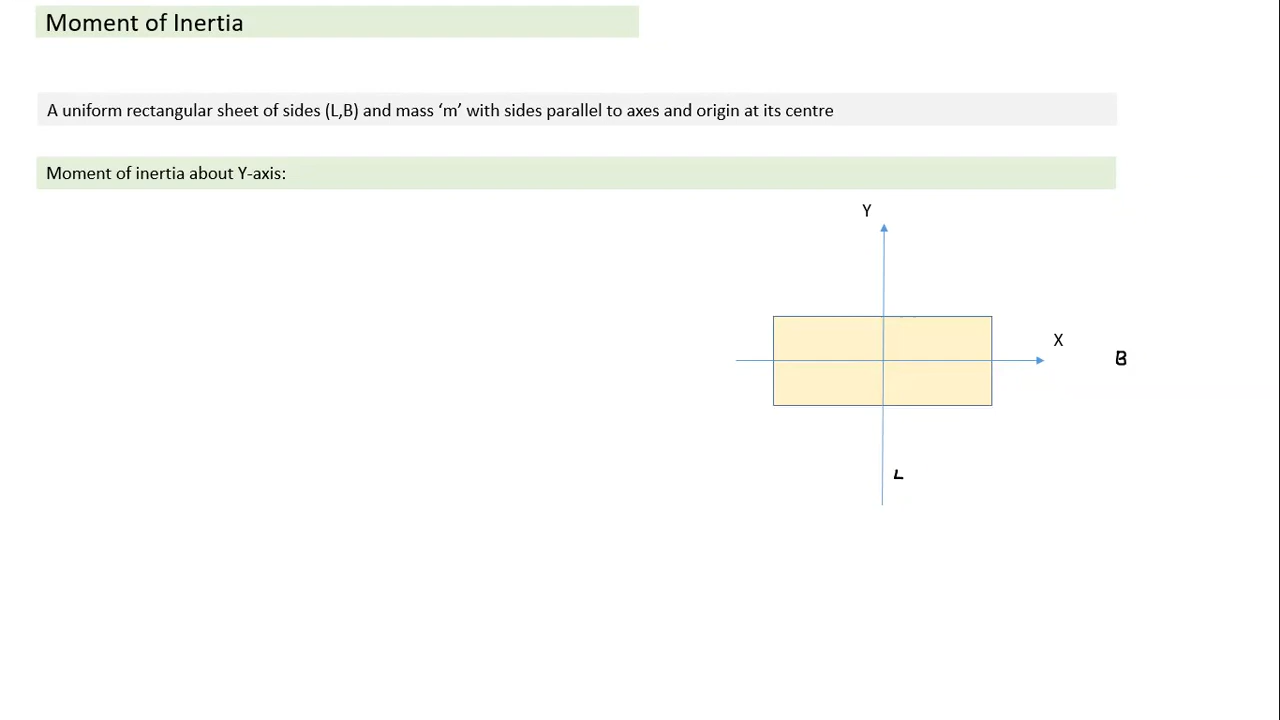 Moment of Inertia
A uniform rectangular sheet of sides (L,B) and mass ‘m’ with sides parallel to axes and origin at its centre
Moment of inertia about Y-axis:
Y
X
B
L